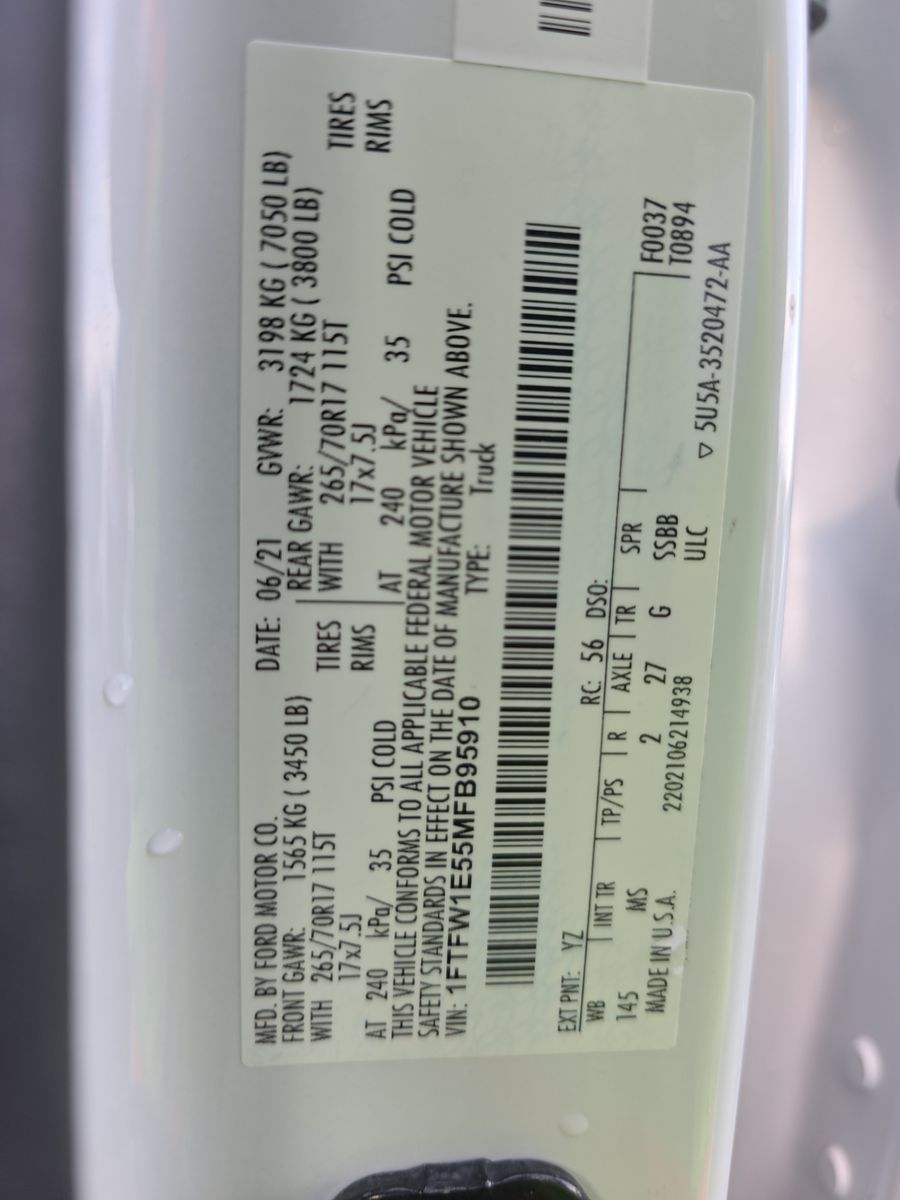 MFD. BY FORD MOTOR CO. DATE: 06/21 GVWR: 3198 KG ( 7050 LB)
FRONT GAWR: 1565 KG ( 3450 LB) REAR GAWR: 1724 KG ( 3800 LB)
WITH 265/70R17 115T TIRES WITH 265/70R17 115T TIRES
17x7.5J RIMS 17x7.5J RIMS
AT 240 kPa/ 35 PSI COLD AT 240 kPa/ 35 PSI COLD
THIS VEHICLE CONFORMS TO ALL APPLICABLE FEDERAL MOTOR VEHICLE
SAFETY STANDARDS IN EFFECT ON THE DATE OF MANUFACTURE SHOWN ABOVE.
VIN: 1FTFW1E55MFB95910 TYPE: Truck
EXT PNT: YZ RC: 56 DSO:
WB INT TR TP/PS R AXLE TR SPR F0037
145 MS 2 27 G SSBB T0894
MADE IN U.S.A. 2202106214938 ULC ▽ 5U5A-3520472-AA